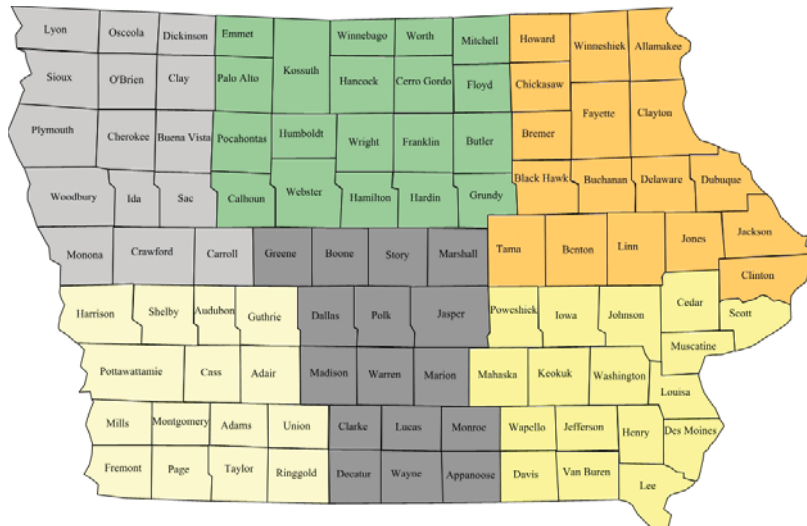 Lyon
Osceola
Dickinson
Emmet
Winnebago
Worth
Mitchell
Howard
Winneshiek
Allamakee
Sioux
O'Brien
Clay
Palo Alto
Kossuth
Hancock
Cerro Gordo
Floyd
Chickasaw
Plymouth
Cherokee
Buena Vista
Pocahontas
Humboldt
Wright
Franklin
Butler
Bremer
Fayette
Clayton
Woodbury
Ida
Sac
Calhoun
Webster
Hamilton
Hardin
Grundy
Black Hawk
Buchanan
Delaware
Dubuque
Monona
Crawford
Carroll
Greene
Boone
Story
Marshall
Tama
Benton
Linn
Jones
Jackson
Clinton
Harrison
Shelby
Audubon
Guthrie
Dallas
Polk
Jasper
Poweshiek
Iowa
Johnson
Cedar
Scott
Muscatine
Pottawattamie
Cass
Adair
Madison
Warren
Marion
Mahaska
Keokuk
Washington
Louisa
Mills
Montgomery
Adams
Union
Clarke
Lucas
Monroe
Wapello
Jefferson
Henry
Des Moines
Fremont
Page
Taylor
Ringgold
Decatur
Wayne
Appanoose
Davis
Van Buren
Lee